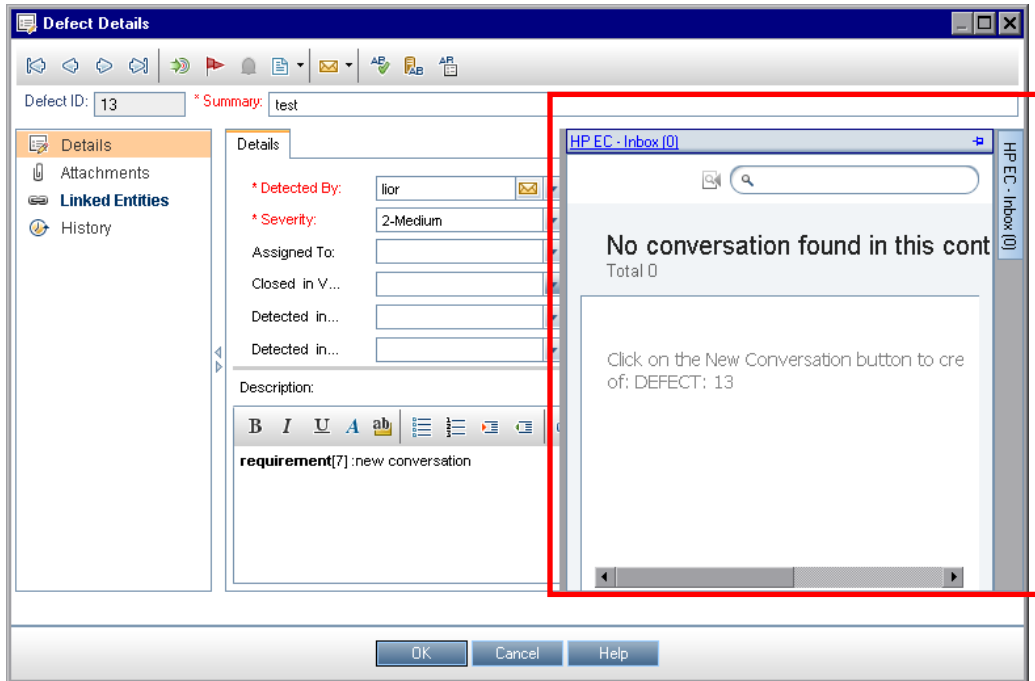 Defect Details
Defect ID: 13 * Summary: test
Details
Attachments
Linked Entities
History
Details
* Detected By: lior
* Severity: 2-Medium
Assigned To:
Closed in V...
Detected in...
Detected in...
Description:
B I U A ab
requirement[7] :new conversation
HP EC - Inbox (0)
No conversation found in this cont
Total 0
Click on the New Conversation button to cre
of: DEFECT: 13
HP EC - Inbox (0)
OK Cancel Help